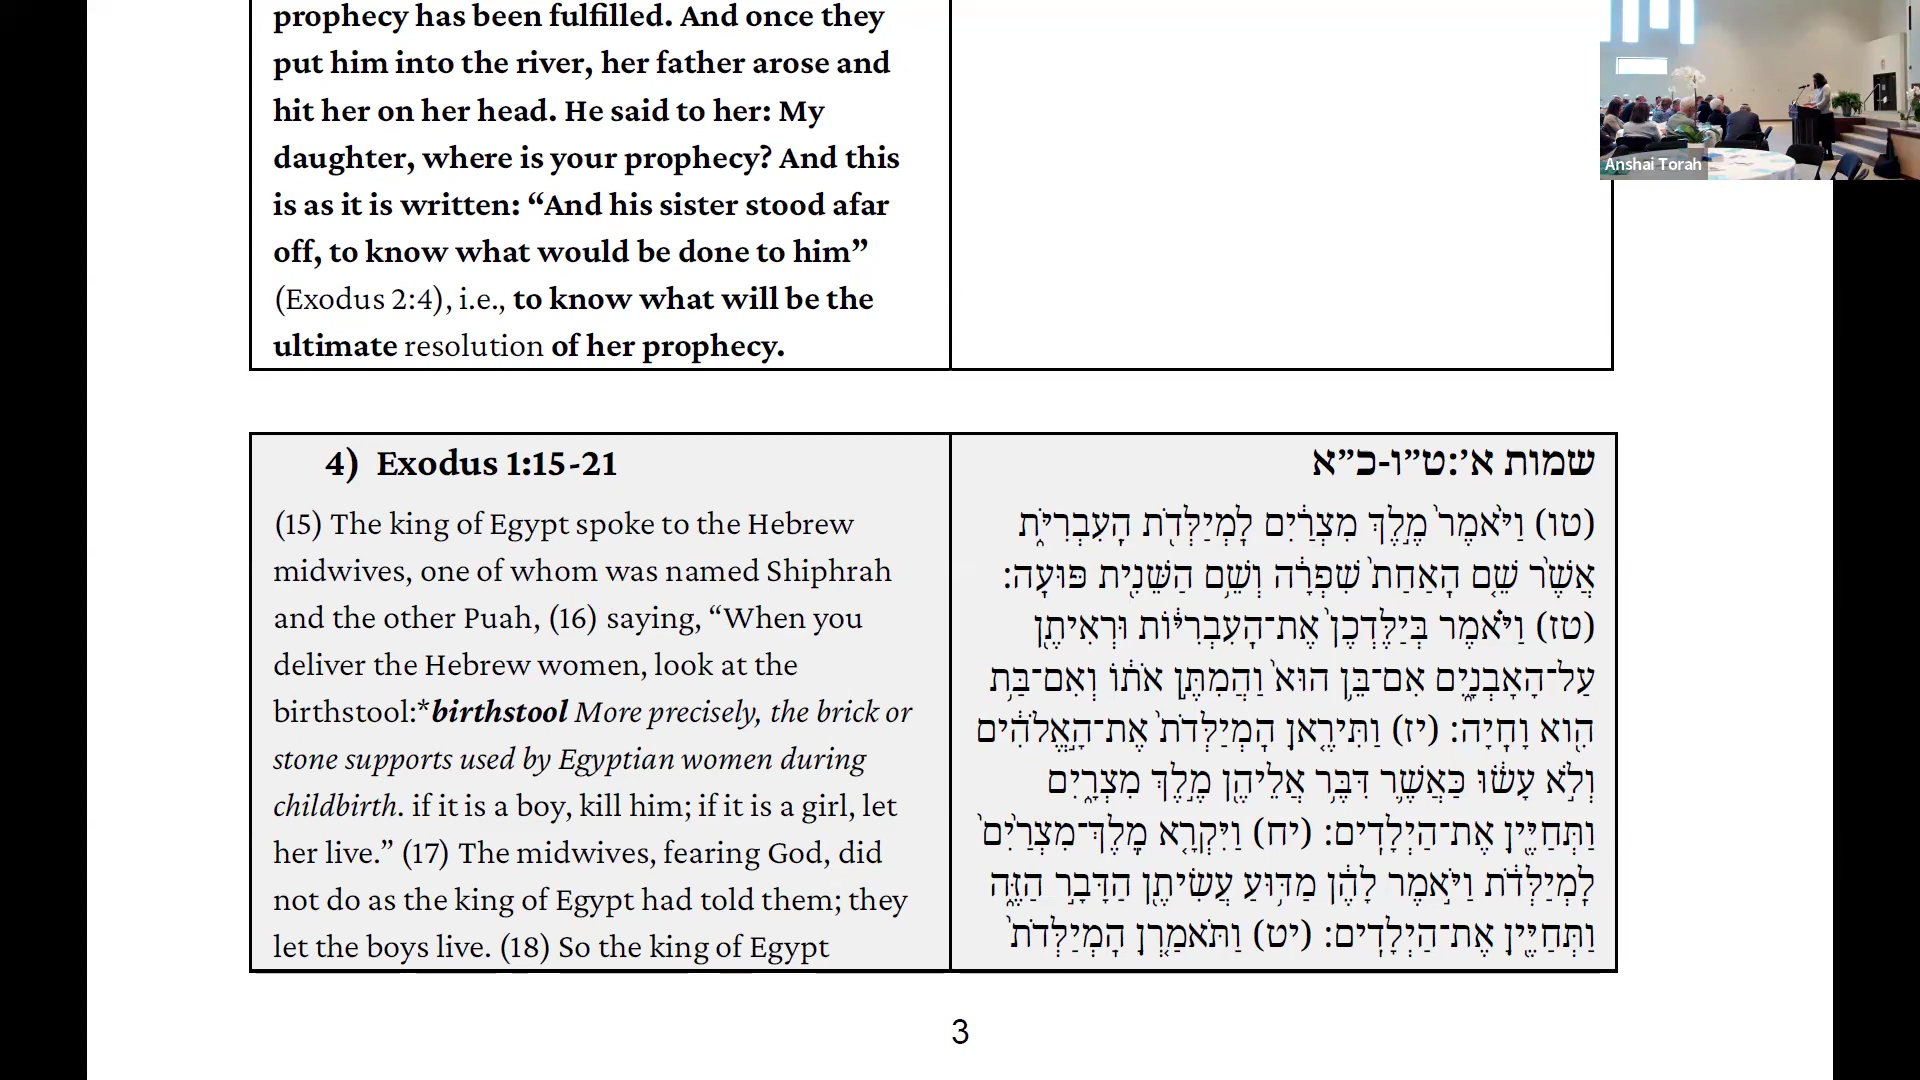 prophecy has been fulfilled. And once they
put him into the river, her father arose and
hit her on her head. He said to her: My
daughter, where is your prophecy? And this
is as it is written: “And his sister stood afar
off, to know what would be done to him”
(Exodus 2:4), i.e., to know what will be the
ultimate resolution of her prophecy.
Anshai Torah
4) Exodus 1:15-21
(15) The king of Egypt spoke to the Hebrew
midwives, one of whom was named Shiphrah
and the other Puah, (16) saying, “When you
deliver the Hebrew women, look at the
birthstool:*birthstool More precisely, the brick or
stone supports used by Egyptian women during
childbirth. if it is a boy, kill him; if it is a girl, let
her live.” (17) The midwives, fearing God, did
not do as the king of Egypt had told them; they
let the boys live. (18) So the king of Egypt
שמות א׳:ט״ו-כ״א
(טו) וַיֹּ֙אמֶר֙ מֶ֣לֶךְ מִצְרַ֔יִם לַֽמְיַלְּדֹ֖ת הָֽעִבְרִיֹּ֑ת
אֲשֶׁ֨ר שֵׁ֤ם הָֽאַחַת֙ שִׁפְרָ֔ה וְשֵׁ֥ם הַשֵּׁנִ֖ית פּוּעָֽה׃
(טז) וַיֹּ֗אמֶר בְּיַלֶּדְכֶן֙ אֶת־הָֽעִבְרִיּ֔וֹת וּרְאִיתֶ֖ן
עַל־הָאׇבְנָ֑יִם אִם־בֵּ֥ן הוּא֙ וַהֲמִתֶּ֣ן אֹת֔וֹ וְאִם־בַּ֥ת
הִ֖וא וָחָֽיָה׃ (יז) וַתִּירֶ֤אןָ הַֽמְיַלְּדֹת֙ אֶת־הָ֣אֱלֹהִ֔ים
וְלֹ֣א עָשׂ֔וּ כַּאֲשֶׁ֛ר דִּבֶּ֥ר אֲלֵיהֶ֖ן מֶ֣לֶךְ מִצְרָ֑יִם
וַתְּחַיֶּ֖יןָ אֶת־הַיְלָדִֽים׃ (יח) וַיִּקְרָ֤א מֶֽלֶךְ־מִצְרַ֙יִם֙
לַֽמְיַלְּדֹ֔ת וַיֹּ֣אמֶר לָהֶ֔ן מַדּ֥וּעַ עֲשִׂיתֶ֖ן הַדָּבָ֣ר הַזֶּ֑ה
וַתְּחַיֶּ֖יןָ אֶת־הַיְלָדִֽים׃ (יט) וַתֹּאמַ֤רְןָ הַֽמְיַלְּדֹת֙
3